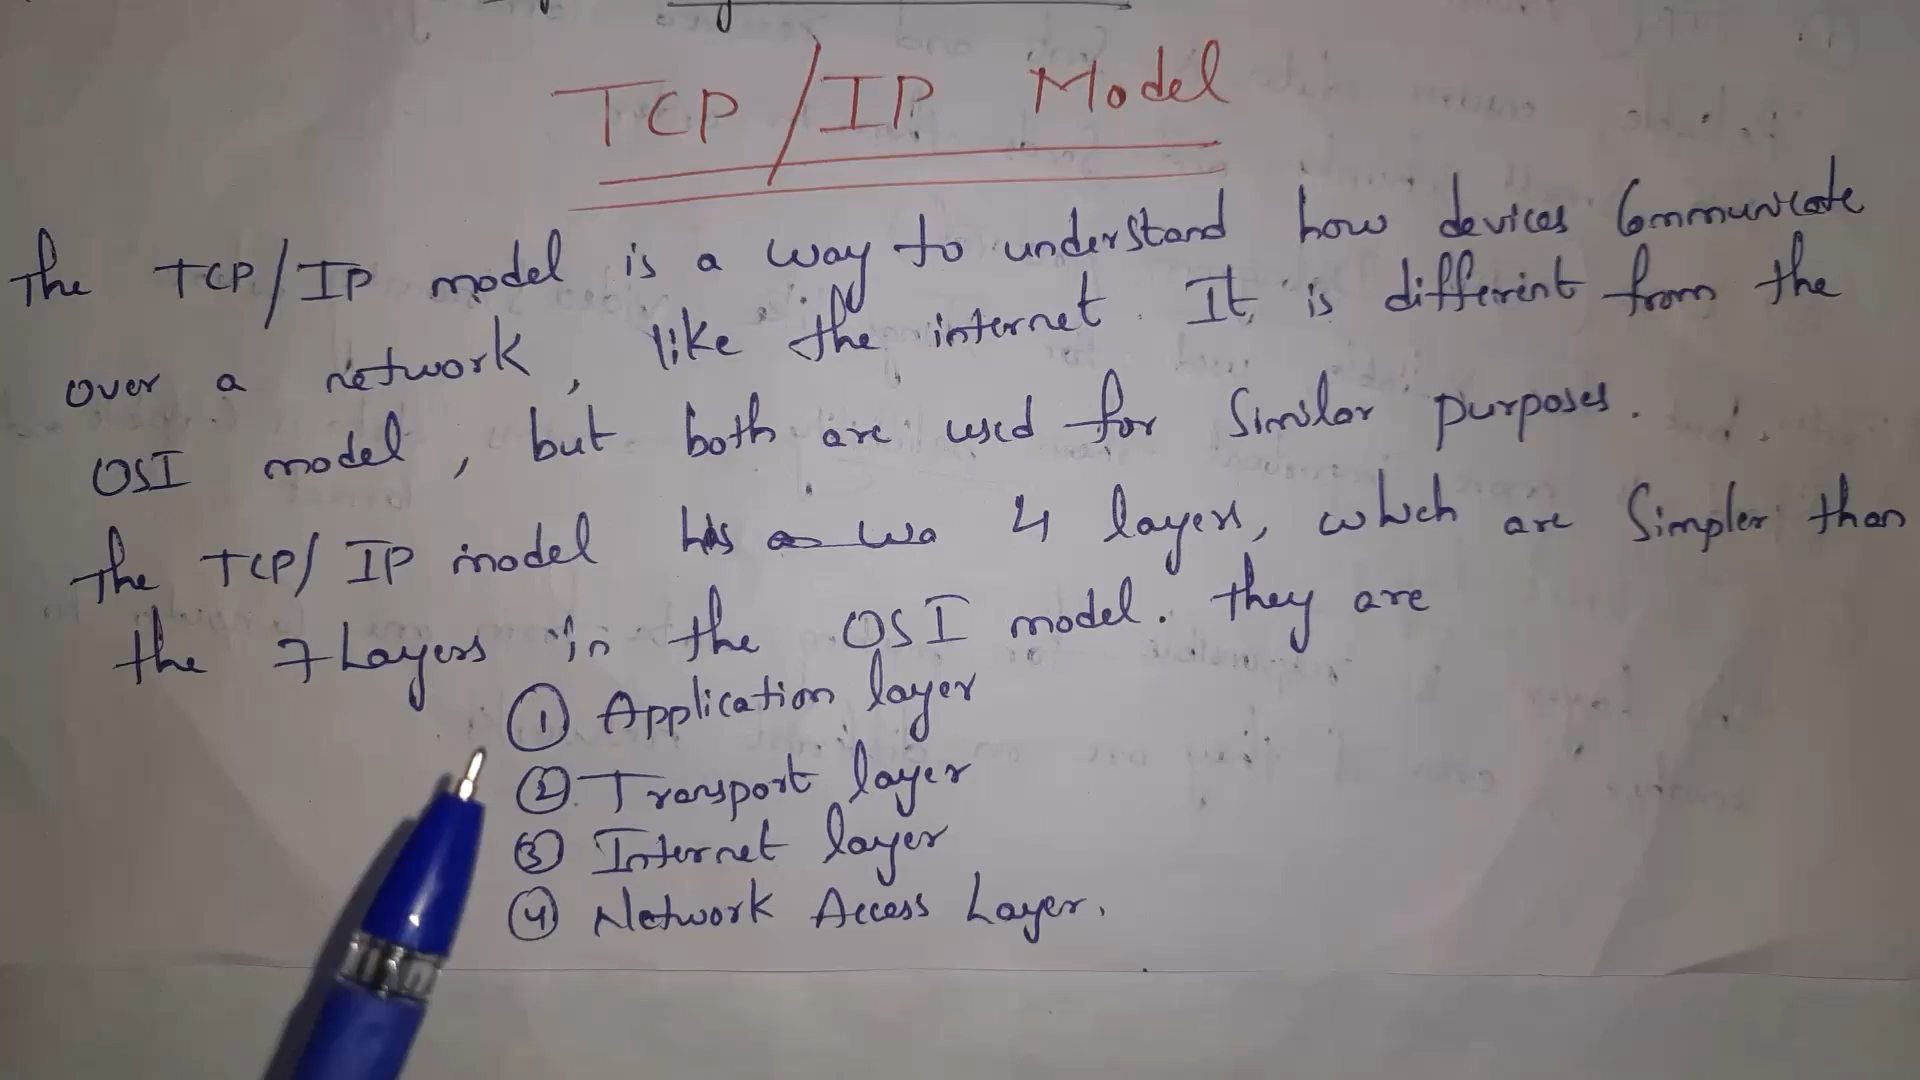 TCP/IP Model
The TCP/IP model is a way to understand how devices Communicate
over a network, like the internet. It is different from the
OSI model, but both are used for Similar purposes.
The TCP/IP model has 4 layers, which are Simpler than
the 7 Layers in the OSI model. they are
① Application layer
② Transport layer
③ Internet layer
④ Network Access Layer.